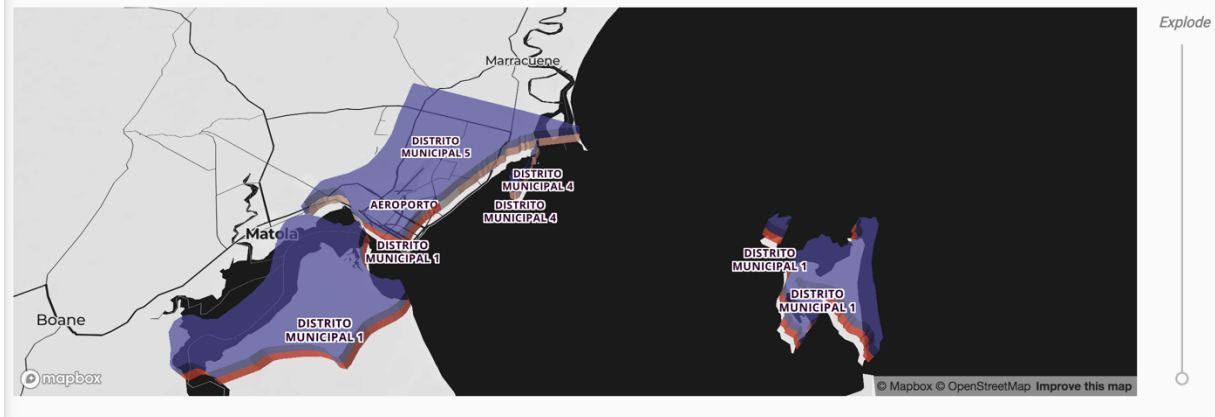 Explode
Marracuene
DISTRITO
MUNICIPAL 5
DISTRITO
MUNICIPAL 4
AEROPORTO
DISTRITO
MUNICIPAL 4
Matola
DISTRITO
MUNICIPAL 1
DISTRITO
MUNICIPAL 1
DISTRITO
MUNICIPAL 1
Boane
DISTRITO
MUNICIPAL 1
mapbox
© Mapbox © OpenStreetMap Improve this map